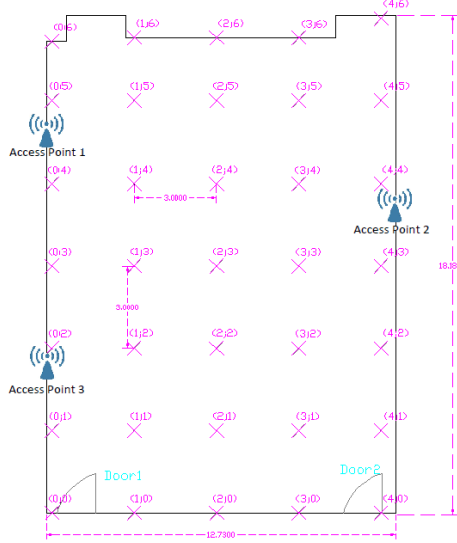 (4;6)
(0;6) (1;6) (2;6) (3;6)
(0;5) (1;5) (2;5) (3;5) (4;5)
Access Point 1
(0;4) (1;4) (2;4) (3;4) (4;4)
3.0000
Access Point 2
(0;3) (1;3) (2;3) (3;3) (4;3)
18.18
3.0000
(0;2) (1;2) (2;2) (3;2) (4;2)
Access Point 3
(0;1) (1;1) (2;1) (3;1) (4;1)
Door1 Door2
(0;0) (1;0) (2;0) (3;0) (4;0)
12.7300